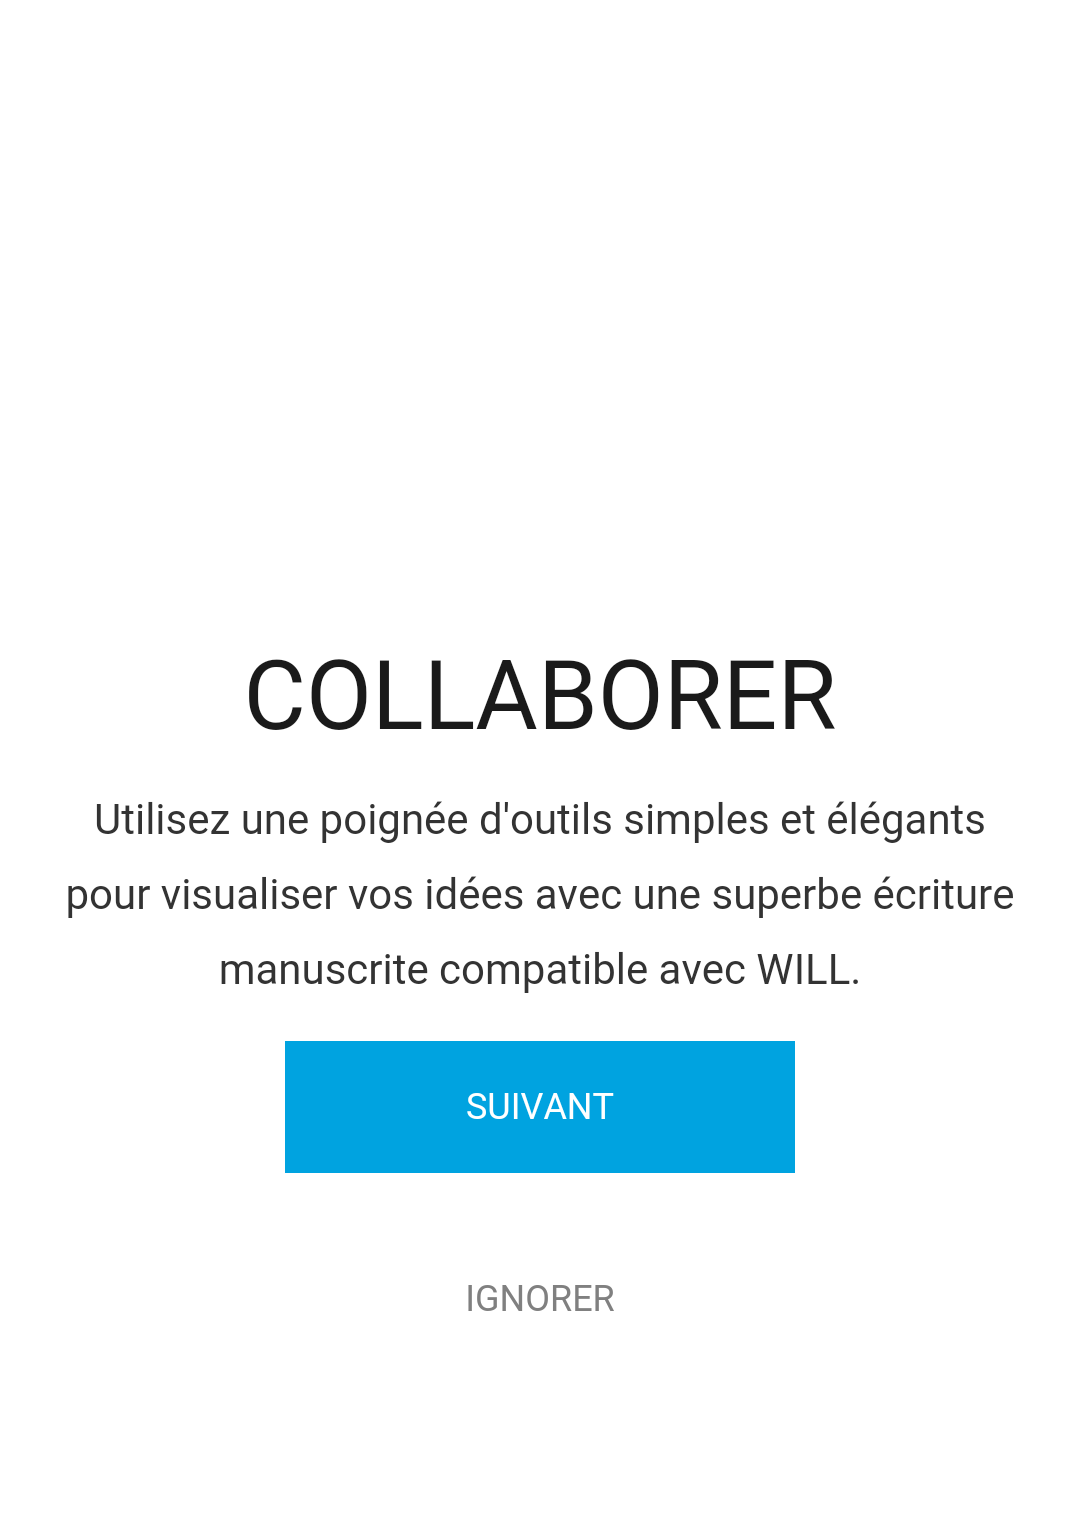 COLLABORER
Utilisez une poignée d'outils simples et élégants
pour visualiser vos idées avec une superbe écriture
manuscrite compatible avec WILL.
SUIVANT
IGNORER